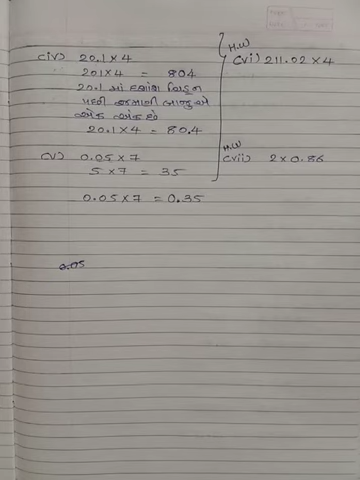 (iv) 20.1 × 4
201 × 4 = 804
20.1 માં દશાંશ ચિહ્ન
પછી જમણી બાજુએ
એક અંક છે
20.1 × 4 = 80.4
(v) 0.05 × 7
5 × 7 = 35
0.05 × 7 = 0.35
0.05
H.W
(vi) 211.02 × 4
H.W
(vii) 2 × 0.86